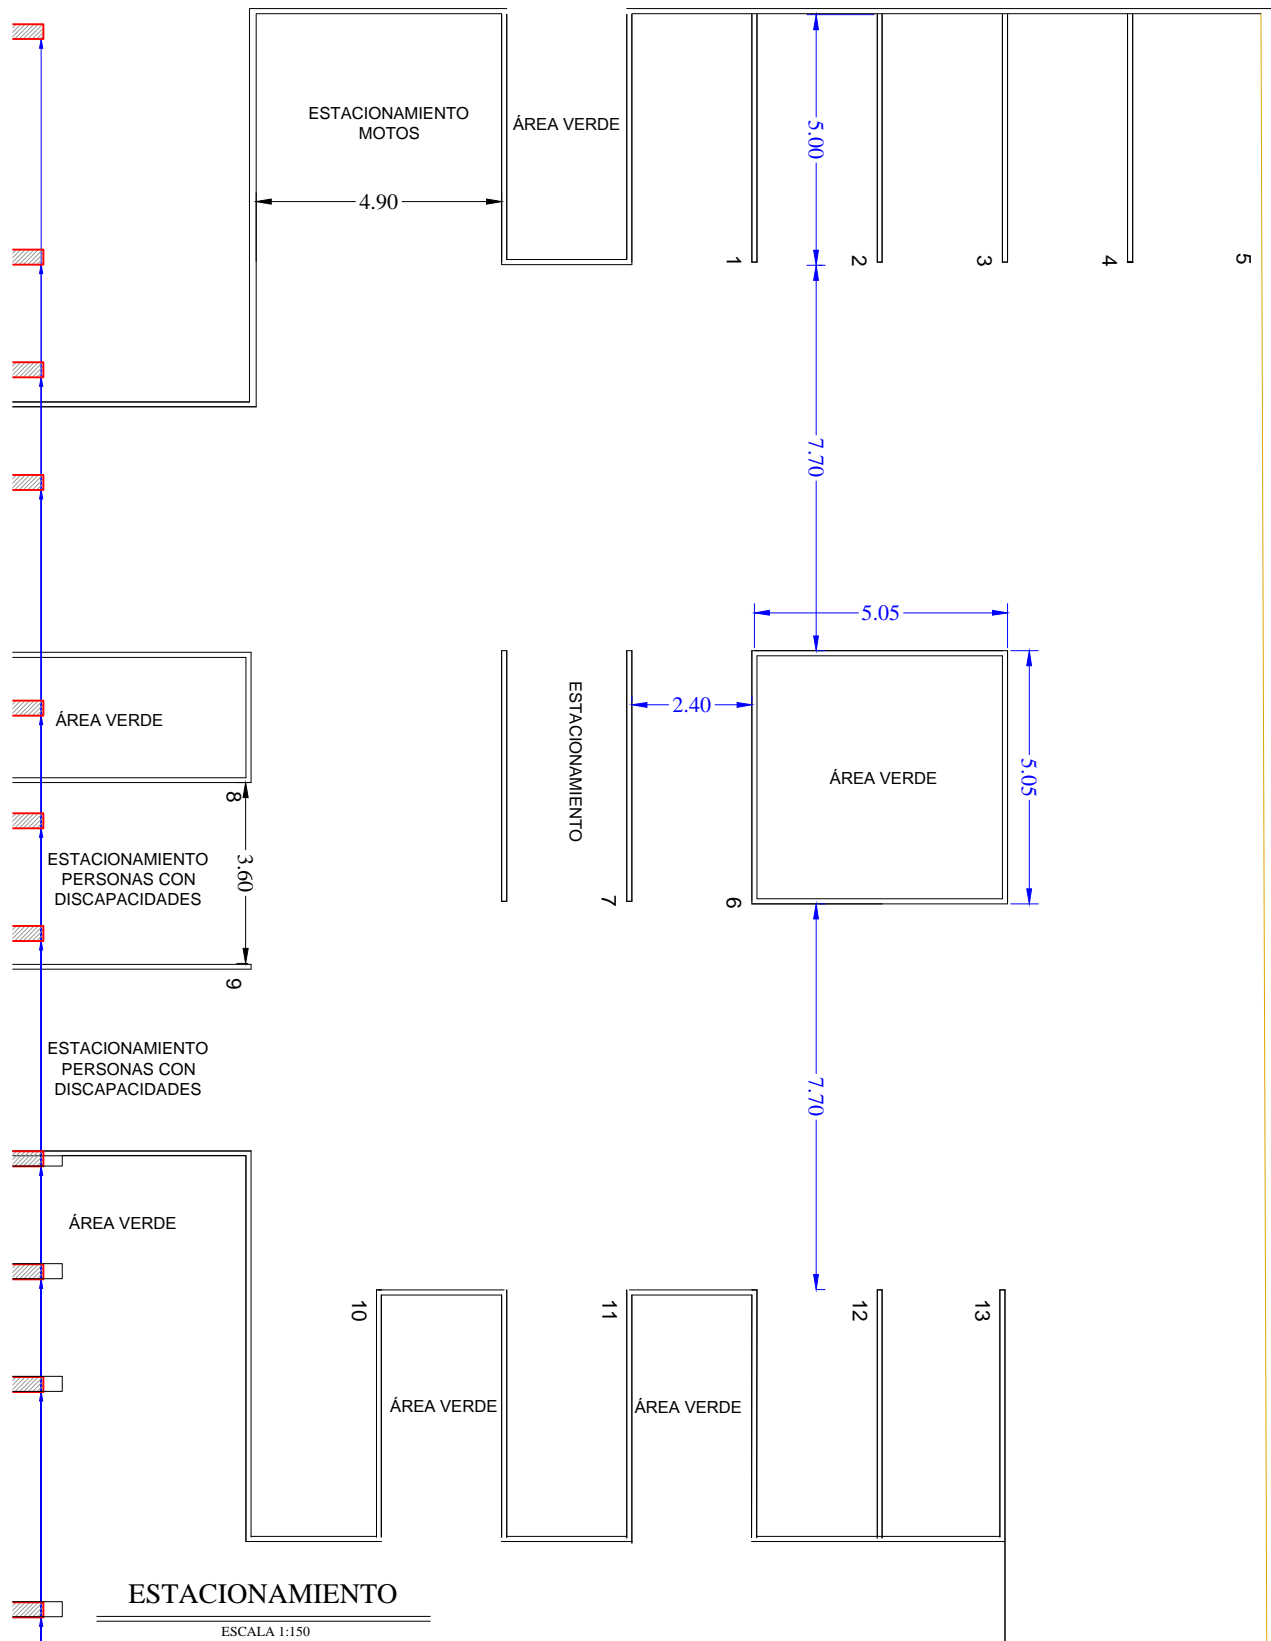 ESTACIONAMIENTO
MOTOS
ÁREA VERDE
5.00
4.90
1
2
3
4
5
7.70
5.05
ESTACIONAMIENTO
2.40
ÁREA VERDE
ÁREA VERDE
5.05
8
ESTACIONAMIENTO
PERSONAS CON
DISCAPACIDADES
3.60
7
6
9
ESTACIONAMIENTO
PERSONAS CON
DISCAPACIDADES
7.70
ÁREA VERDE
10
11
12
13
ÁREA VERDE
ÁREA VERDE
ESTACIONAMIENTO
ESCALA 1:150